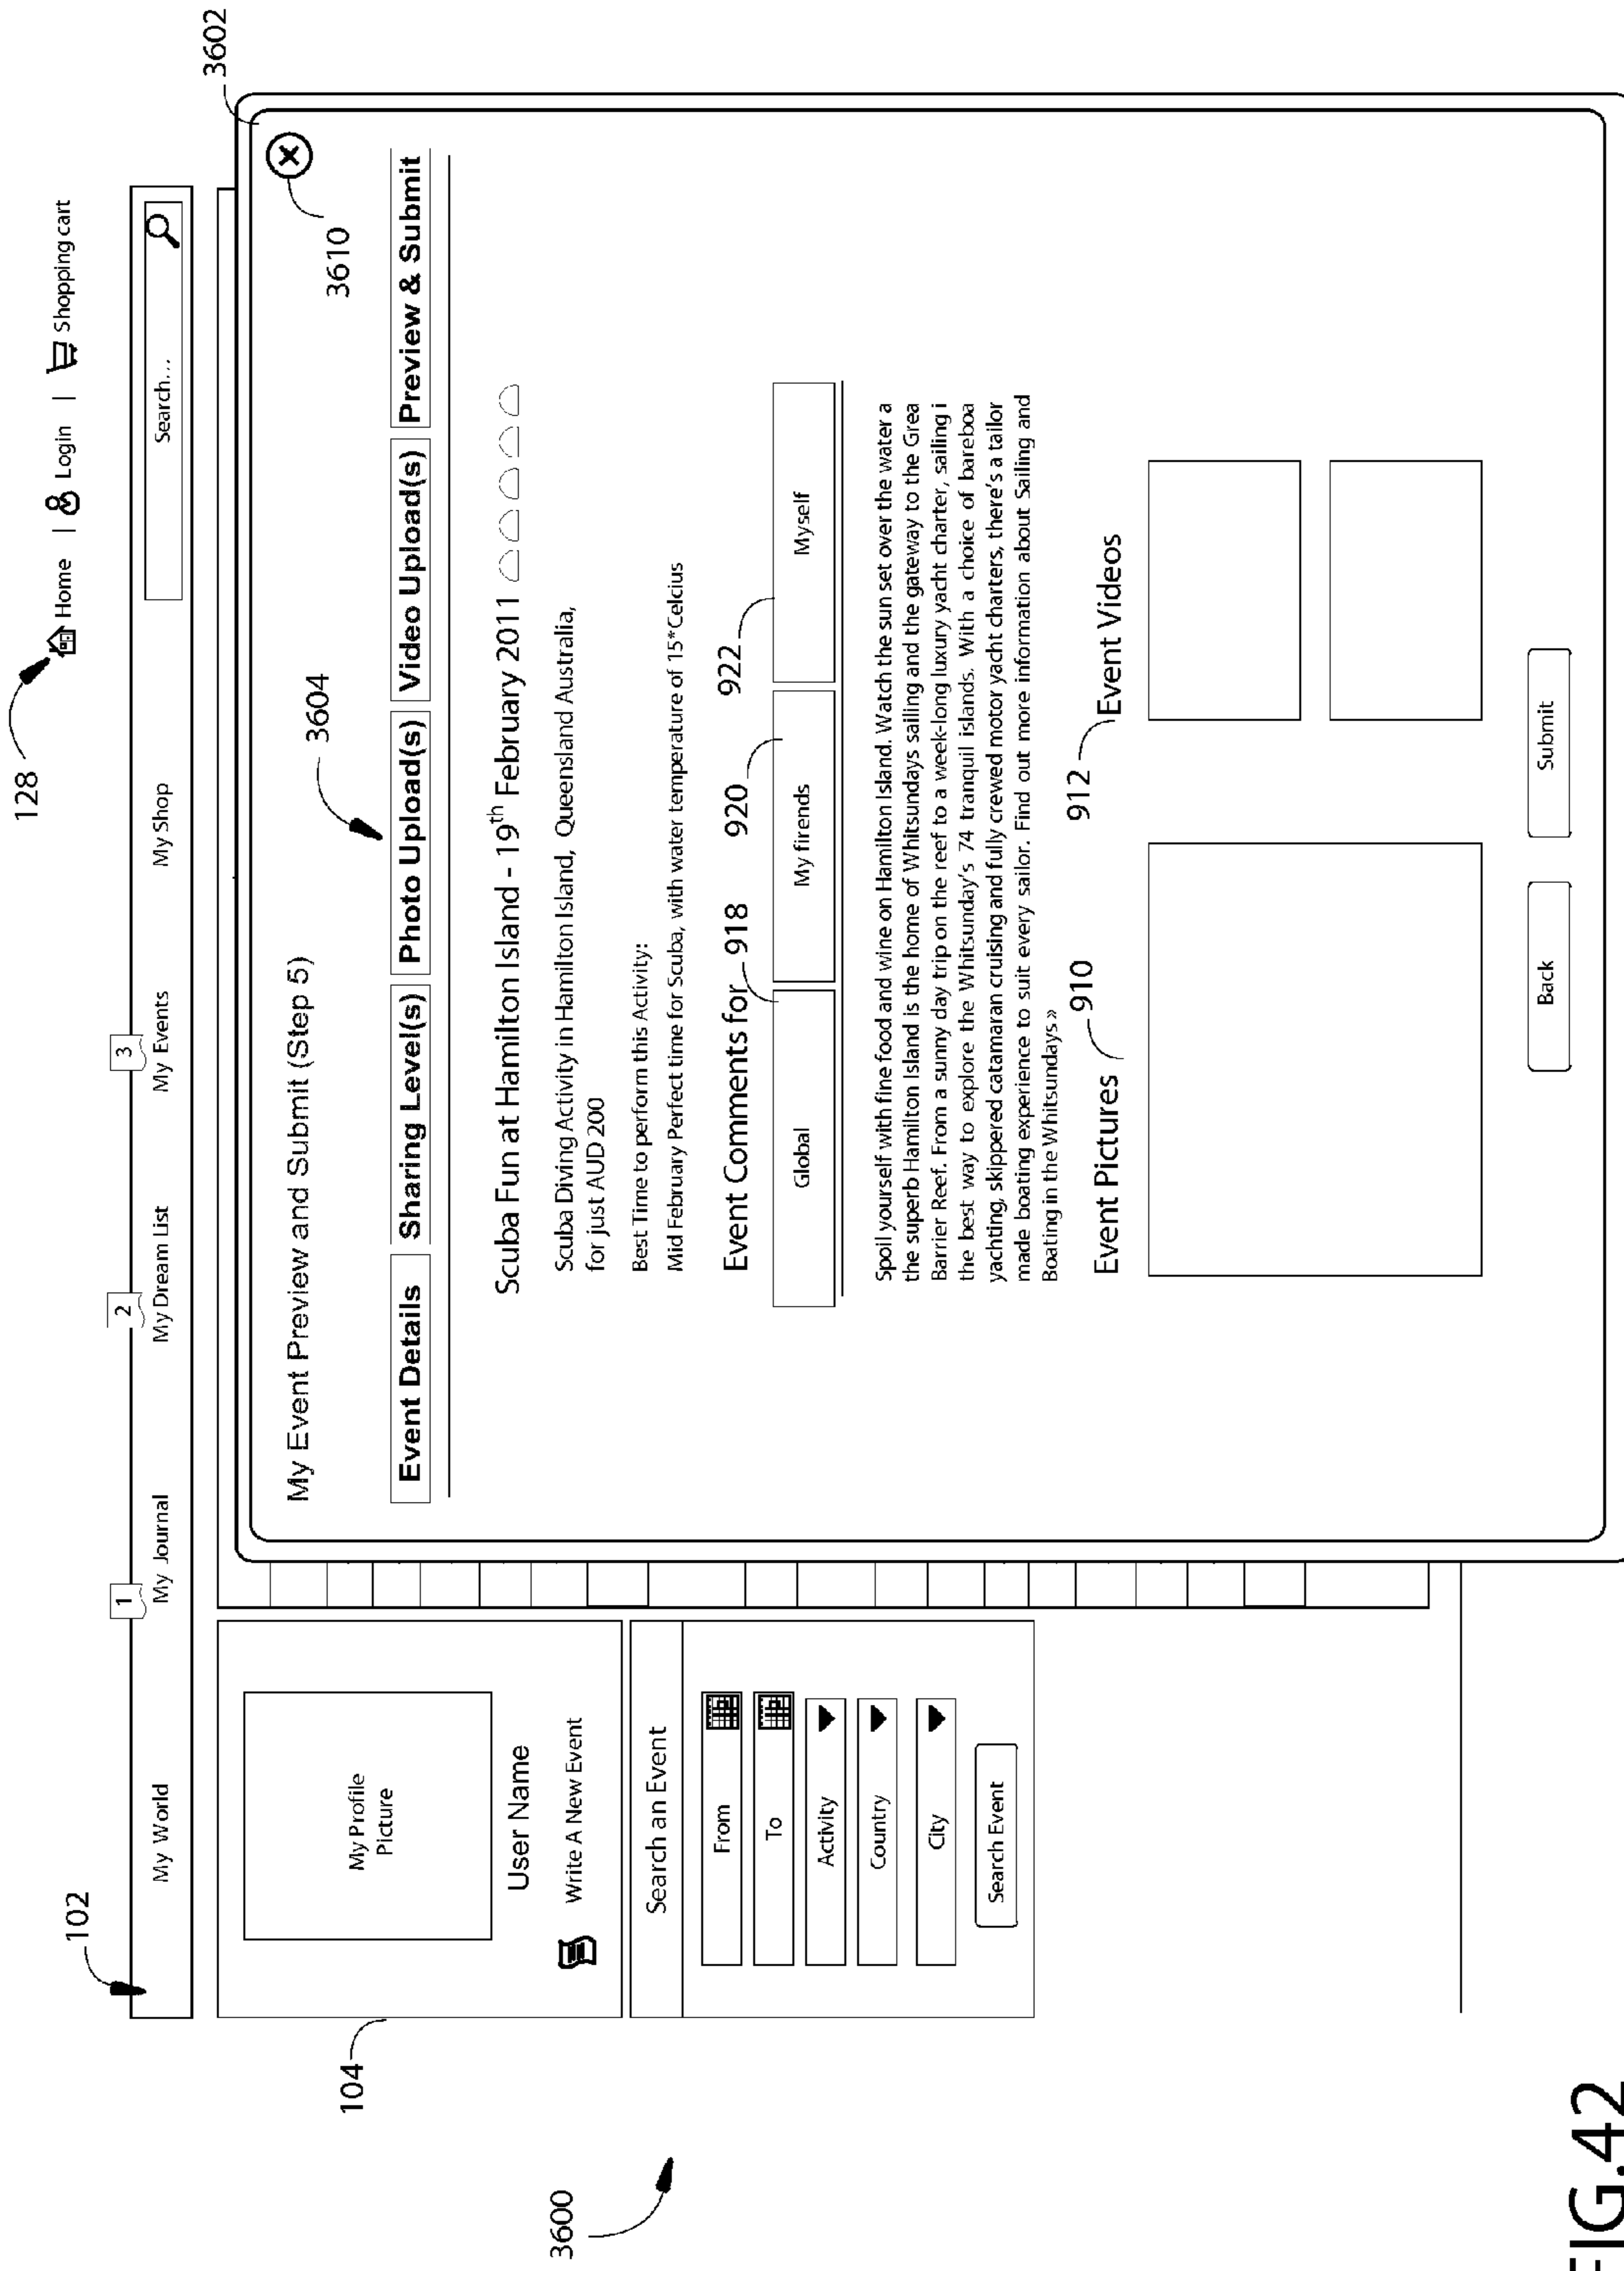 128
Home | Login | Shopping cart
102
1
2
3
My World
My Journal
My Dream List
My Events
My Shop
Search...
3602
104
My Profile
Picture
User Name
Write A New Event
Search an Event
From
To
Activity
Country
City
Search Event
3600
My Event Preview and Submit (Step 5)
3610
3604
Event Details
Sharing Level(s)
Photo Upload(s)
Video Upload(s)
Preview & Submit
Scuba Fun at Hamilton Island - 19th February 2011
Scuba Diving Activity in Hamilton Island, Queensland Australia,
for just AUD 200
Best Time to perform this Activity:
Mid February Perfect time for Scuba, with water temperature of 15*Celcius
Event Comments for
918
920
922
Global
My firends
Myself
Spoil yourself with fine food and wine on Hamilton Island. Watch the sun set over the water a
the superb Hamilton Island is the home of Whitsundays sailing and the gateway to the Grea
Barrier Reef. From a sunny day trip on the reef to a week-long luxury yacht charter, sailing i
the best way to explore the Whitsunday's 74 tranquil islands. With a choice of bareboa
yachting, skippered catamaran cruising and fully crewed motor yacht charters, there's a tailor
made boating experience to suit every sailor. Find out more information about Sailing and
Boating in the Whitsundays »
Event Pictures
910
912
Event Videos
Back
Submit
FIG.42